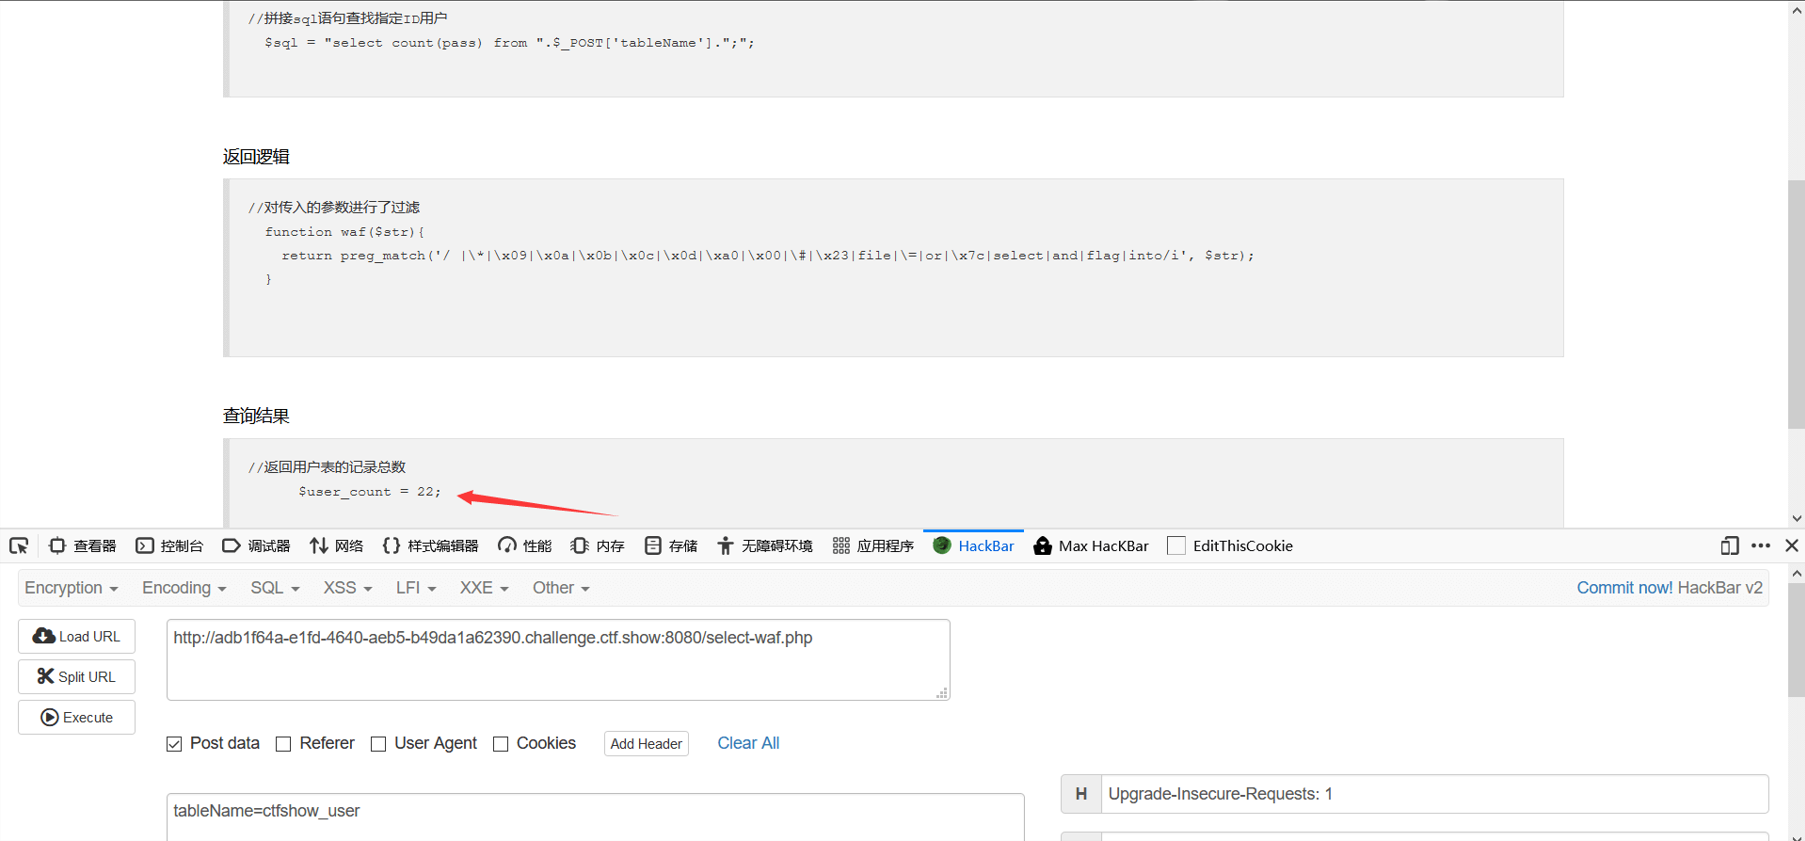 //拼接sql语句查找指定ID用户
$sql = "select count(pass) from ".$_POST['tableName'].";";
返回逻辑
//对传入的参数进行了过滤
function waf($str){
return preg_match('/ |\*|\x09|\x0a|\x0b|\x0c|\x0d|\xa0|\x00|\#|\x23|file|\=|or|\x7c|select|and|flag|into/i', $str);
}
查询结果
//返回用户表的记录总数
$user_count = 22;
查看器 控制台 调试器 网络 样式编辑器 性能 内存 存储 无障碍环境 应用程序 HackBar Max HacKBar EditThisCookie
Encryption Encoding SQL XSS LFI XXE Other Commit now! HackBar v2
Load URL
http://adb1f64a-e1fd-4640-aeb5-b49da1a62390.challenge.ctf.show:8080/select-waf.php
Split URL
Execute
Post data Referer User Agent Cookies Add Header Clear All
H Upgrade-Insecure-Requests: 1
tableName=ctfshow_user